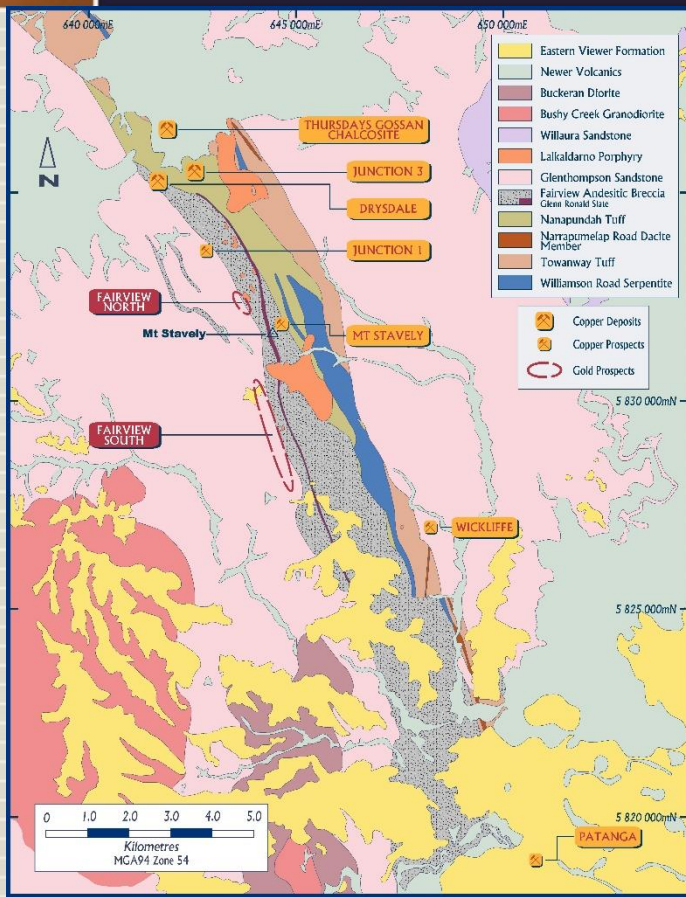 640 000mE
645 000mE
650 000mE
Eastern Viewer Formation
Newer Volcanics
Buckeran Diorite
Bushy Creek Granodiorite
Willaura Sandstone
Lalkaldarno Porphyry
Glenthompson Sandstone
Fairview Andesitic Breccia
Glenn Ronald Slate
Nanapundah Tuff
Narrapumelap Road Dacite
Member
Towanway Tuff
Williamson Road Serpentite
Copper Deposits
Copper Prospects
Gold Prospects
THURSDAYS GOSSAN
CHALCOSITE
N
JUNCTION 3
DRYSDALE
JUNCTION 1
FAIRVIEW
NORTH
Mt Stavely
MT STAVELY
5 830 000mN
FAIRVIEW
SOUTH
WICKLIFFE
5 825 000mN
5 820 000mN
0 1.0 2.0 3.0 4.0 5.0
Kilometres
MGA94 Zone 54
PATANGA